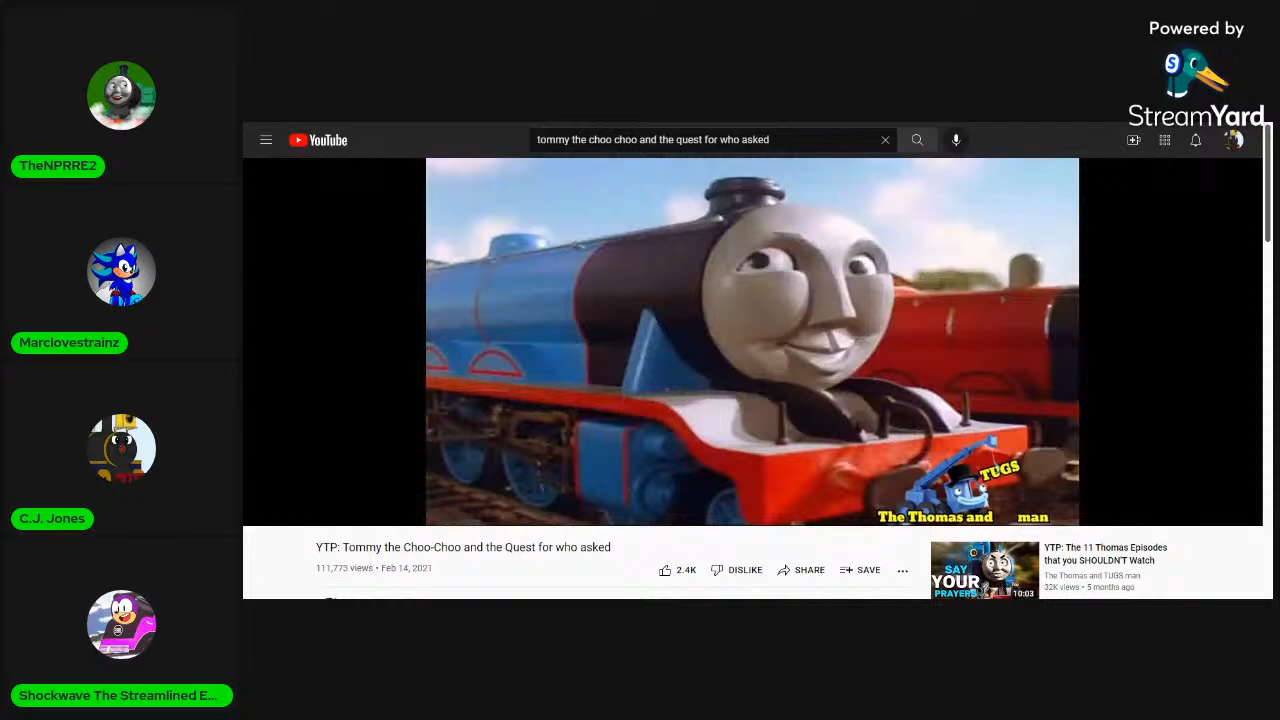 Powered by
StreamYard
TheNPRRE2
Marclovestrainz
C.J. Jones
Shockwave The Streamlined E...
YouTube
tommy the choo choo and the quest for who asked
TUGS
The Thomas and man
YTP: Tommy the Choo-Choo and the Quest for who asked
111,773 views • Feb 14, 2021
2.4K
DISLIKE
SHARE
SAVE
SAY
YOUR
PRAYERS
10:03
YTP: The 11 Thomas Episodes
that you SHOULDN'T Watch
The Thomas and TUGS man
32K views • 5 months ago